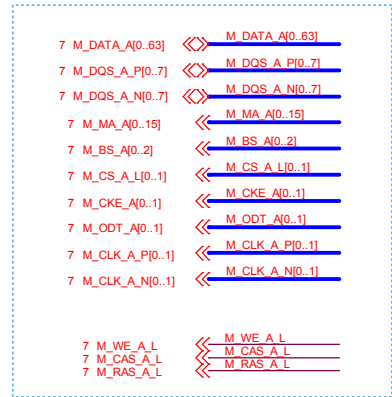 7 M_DATA_A[0..63] M_DATA_A[0..63]
7 M_DQS_A_P[0..7] M_DQS_A_P[0..7]
7 M_DQS_A_N[0..7] M_DQS_A_N[0..7]
7 M_MA_A[0..15] M_MA_A[0..15]
7 M_BS_A[0..2] M_BS_A[0..2]
7 M_CS_A_L[0..1] M_CS_A_L[0..1]
7 M_CKE_A[0..1] M_CKE_A[0..1]
7 M_ODT_A[0..1] M_ODT_A[0..1]
7 M_CLK_A_P[0..1] M_CLK_A_P[0..1]
7 M_CLK_A_N[0..1] M_CLK_A_N[0..1]
7 M_WE_A_L M_WE_A_L
7 M_CAS_A_L M_CAS_A_L
7 M_RAS_A_L M_RAS_A_L